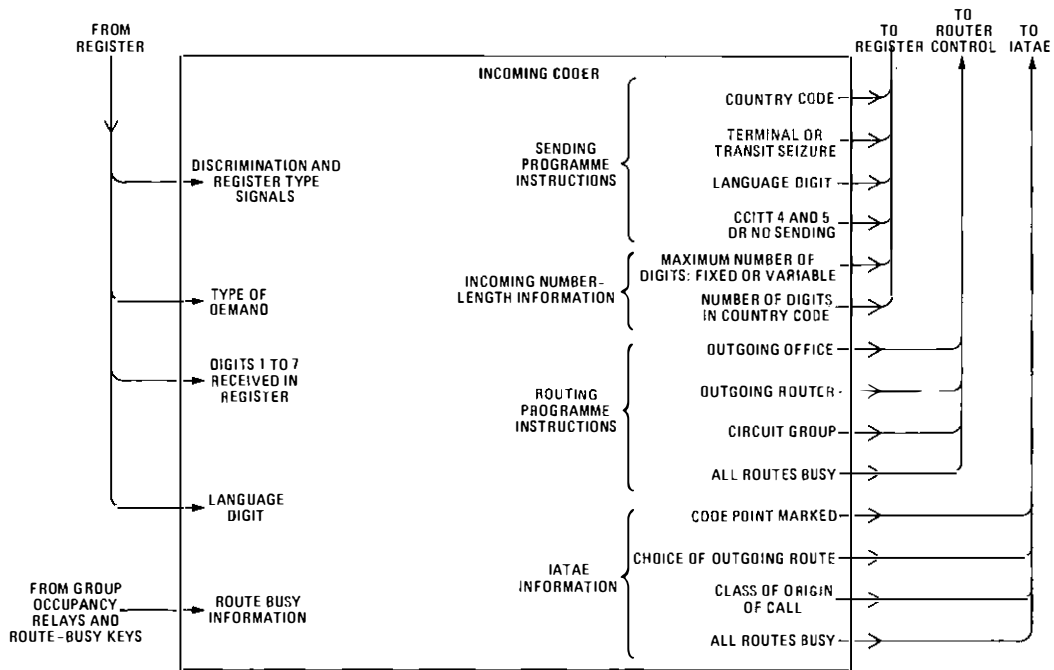 FROM
REGISTER
TO
REGISTER
TO
ROUTER
CONTROL
TO
IATAE
INCOMING CODER
DISCRIMINATION AND
REGISTER TYPE
SIGNALS
TYPE OF
DEMAND
DIGITS 1 TO 7
RECEIVED IN
REGISTER
LANGUAGE
DIGIT
FROM GROUP
OCCUPANCY
RELAYS AND
ROUTE-BUSY KEYS
ROUTE BUSY
INFORMATION
SENDING
PROGRAMME
INSTRUCTIONS
COUNTRY CODE
TERMINAL OR
TRANSIT SEIZURE
LANGUAGE DIGIT
CCITT 4 AND 5
OR NO SENDING
INCOMING NUMBER-
LENGTH INFORMATION
MAXIMUM NUMBER OF
DIGITS: FIXED OR VARIABLE
NUMBER OF DIGITS
IN COUNTRY CODE
ROUTING
PROGRAMME
INSTRUCTIONS
OUTGOING OFFICE
OUTGOING ROUTER
CIRCUIT GROUP
ALL ROUTES BUSY
IATAE
INFORMATION
CODE POINT MARKED
CHOICE OF OUTGOING ROUTE
CLASS OF ORIGIN
OF CALL
ALL ROUTES BUSY